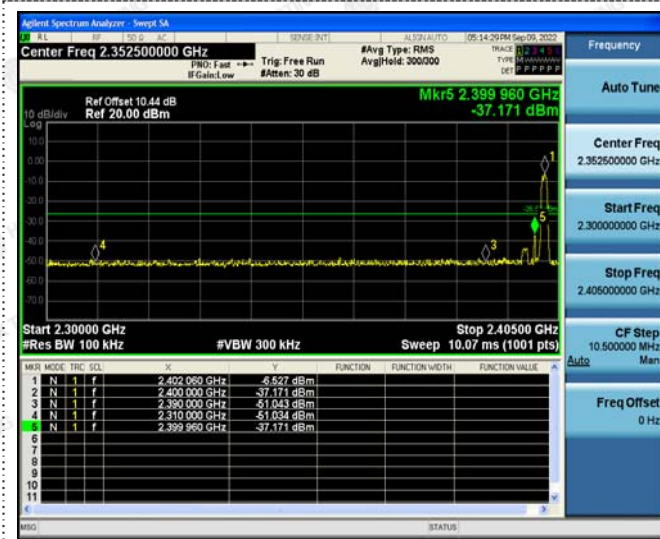 Agilent Spectrum Analyzer - Swept SA
RL RF 50 Ω AC SENSE:INT ALIGN AUTO 05:14:29 PM Sep 09, 2022
Center Freq 2.352500000 GHz
PNO: Fast
IFGain:Low
Trig: Free Run
#Atten: 30 dB
#Avg Type: RMS
Avg|Hold: 300/300
TRACE 1 2 3 4 5 6
TYPE
DET P P P P P P
Mkr5 2.399 960 GHz
-37.171 dBm
Ref Offset 10.44 dB
10 dB/div Ref 20.00 dBm
Log
10.0
0.00
-10.0
-20.0
-30.0
-40.0
-50.0
-60.0
-70.0
1
5
4
3
Start 2.30000 GHz Stop 2.40500 GHz
#Res BW 100 kHz #VBW 300 kHz Sweep 10.07 ms (1001 pts)
MKR MODE TRC SCL X Y FUNCTION FUNCTION WIDTH FUNCTION VALUE
1 N 1 f 2.402 060 GHz -6.527 dBm
2 N 1 f 2.400 000 GHz -37.171 dBm
3 N 1 f 2.390 000 GHz -51.043 dBm
4 N 1 f 2.310 000 GHz -51.034 dBm
5 N 1 f 2.399 960 GHz -37.171 dBm
6
7
8
9
10
11
MSG STATUS
Frequency
Auto Tune
Center Freq
2.352500000 GHz
Start Freq
2.300000000 GHz
Stop Freq
2.405000000 GHz
CF Step
10.500000 MHz
Auto Man
Freq Offset
0 Hz